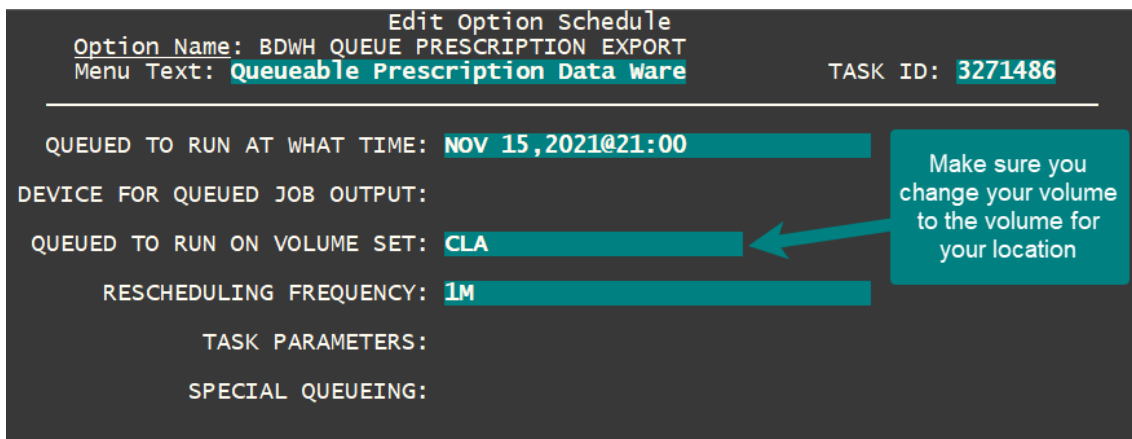 Edit Option Schedule
Option Name: BDWH QUEUE PRESCRIPTION EXPORT
Menu Text: Queueable Prescription Data Ware TASK ID: 3271486
QUEUED TO RUN AT WHAT TIME: NOV 15,2021@21:00
DEVICE FOR QUEUED JOB OUTPUT:
QUEUED TO RUN ON VOLUME SET: CLA
RESCHEDULING FREQUENCY: 1M
TASK PARAMETERS:
SPECIAL QUEUEING:
Make sure you
change your volume
to the volume for
your location